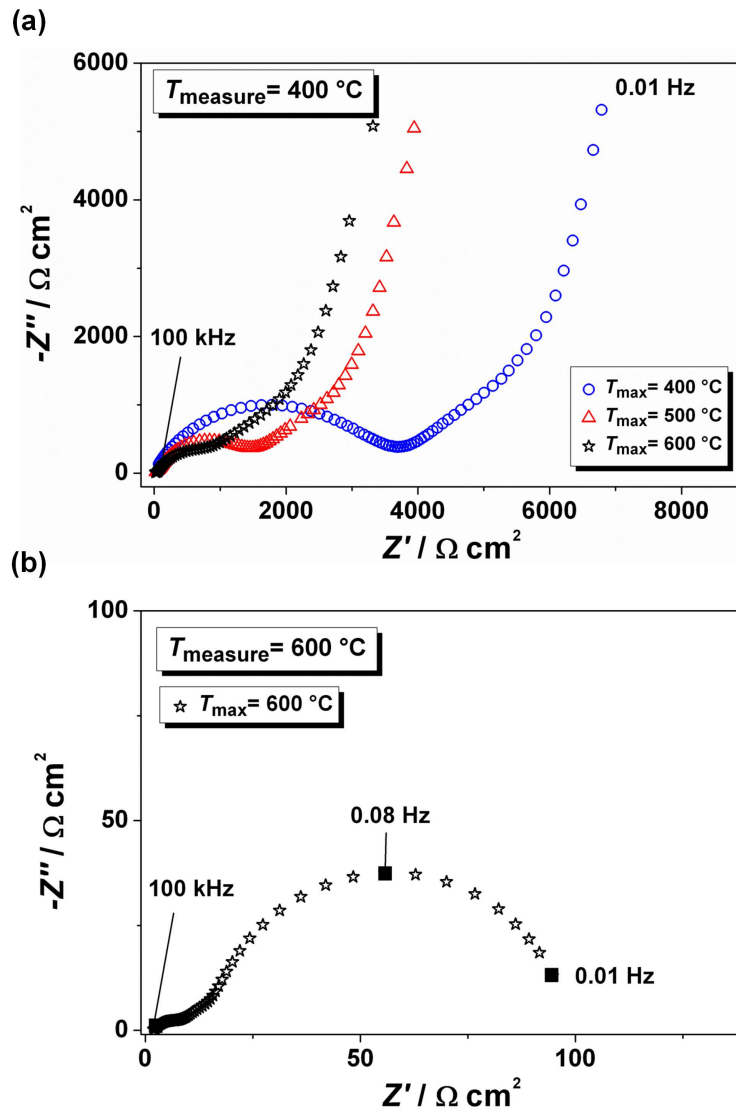 (a)
6000
4000
2000
0
-Z'' / Ω cm²
T measure = 400 °C
0.01 Hz
100 kHz
T max = 400 °C
T max = 500 °C
T max = 600 °C
0 2000 4000 6000 8000
Z' / Ω cm²
(b)
100
50
0
-Z'' / Ω cm²
T measure = 600 °C
T max = 600 °C
0.08 Hz
100 kHz
0.01 Hz
0 50 100
Z' / Ω cm²